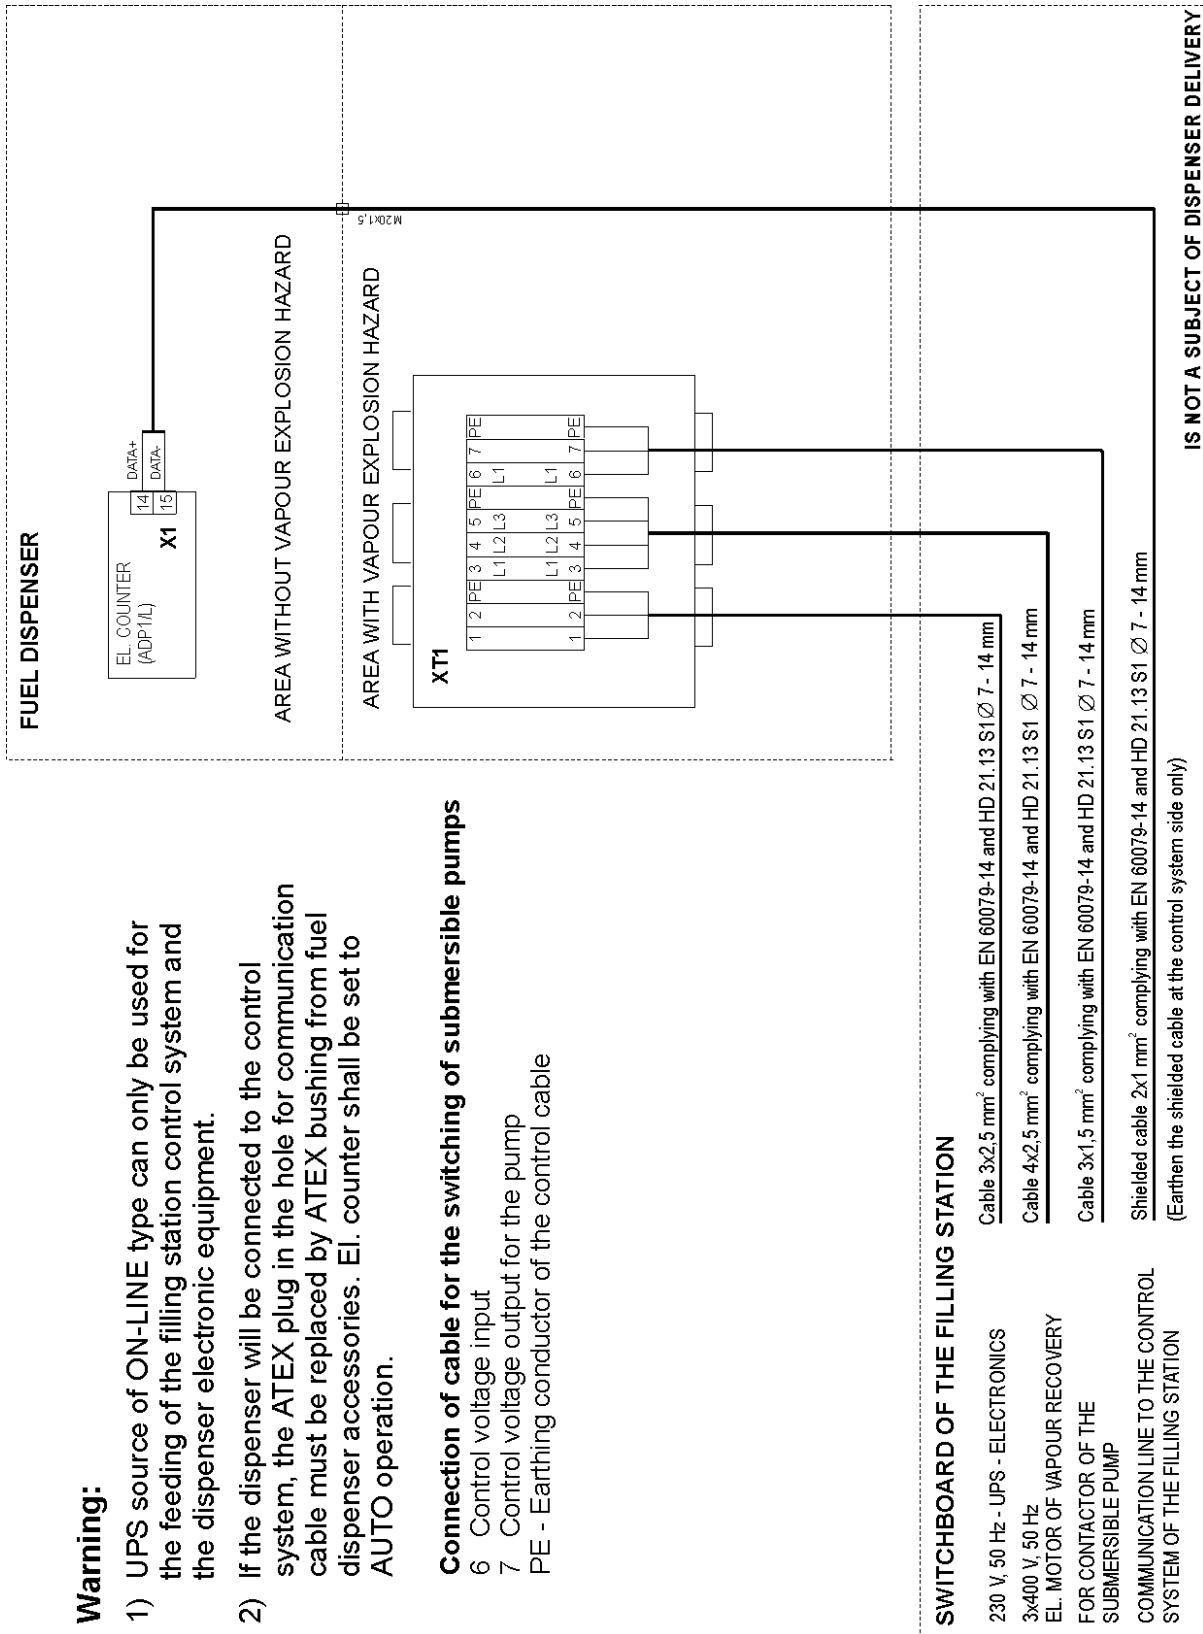 Warning:
1) UPS source of ON-LINE type can only be used for
the feeding of the filling station control system and
the dispenser electronic equipment.
2) If the dispenser will be connected to the control
system, the ATEX plug in the hole for communication
cable must be replaced by ATEX bushing from fuel
dispenser accessories. El. counter shall be set to
AUTO operation.
Connection of cable for the switching of submersible pumps
6 Control voltage input
7 Control voltage output for the pump
PE - Earthing conductor of the control cable
FUEL DISPENSER
EL. COUNTER
(ADP1/L)
X1
14
15
DATA+
DATA-
AREA WITHOUT VAPOUR EXPLOSION HAZARD
M20x1,5
AREA WITH VAPOUR EXPLOSION HAZARD
XT1
1 2 PE 3 4 5 PE 6 7 PE
L1 L2 L3 L1
L1 L2 L3 L1
1 2 PE 3 4 5 PE 6 7 PE
SWITCHBOARD OF THE FILLING STATION
230 V, 50 Hz - UPS - ELECTRONICS
Cable 3x2,5 mm² complying with EN 60079-14 and HD 21.13 S1 Ø 7 - 14 mm
3x400 V, 50 Hz
EL. MOTOR OF VAPOUR RECOVERY
Cable 4x2,5 mm² complying with EN 60079-14 and HD 21.13 S1 Ø 7 - 14 mm
FOR CONTACTOR OF THE
SUBMERSIBLE PUMP
Cable 3x1,5 mm² complying with EN 60079-14 and HD 21.13 S1 Ø 7 - 14 mm
COMMUNICATION LINE TO THE CONTROL
SYSTEM OF THE FILLING STATION
Shielded cable 2x1 mm² complying with EN 60079-14 and HD 21.13 S1 Ø 7 - 14 mm
(Earthen the shielded cable at the control system side only)
IS NOT A SUBJECT OF DISPENSER DELIVERY